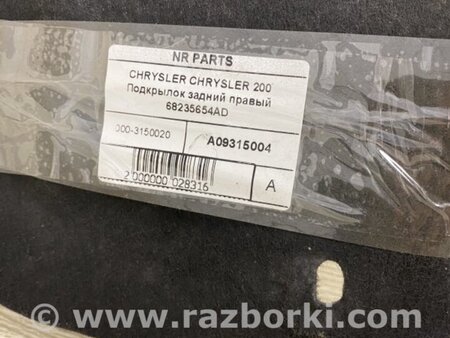 NR PARTS
CHRYSLER CHRYSLER 200
Подкрылок задний правый
68235654AD
000-3150020
A09315004
2 000000 028316
A
www.razborki.com